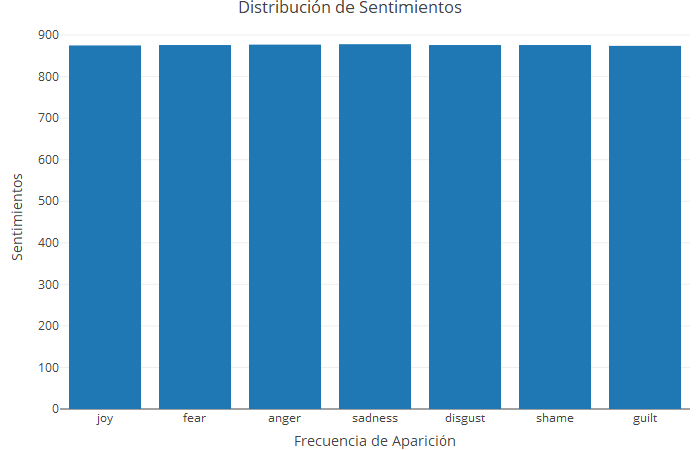 Distribución de Sentimientos
900
800
700
600
500
400
300
200
100
0
Sentimientos
joy fear anger sadness disgust shame guilt
Frecuencia de Aparición